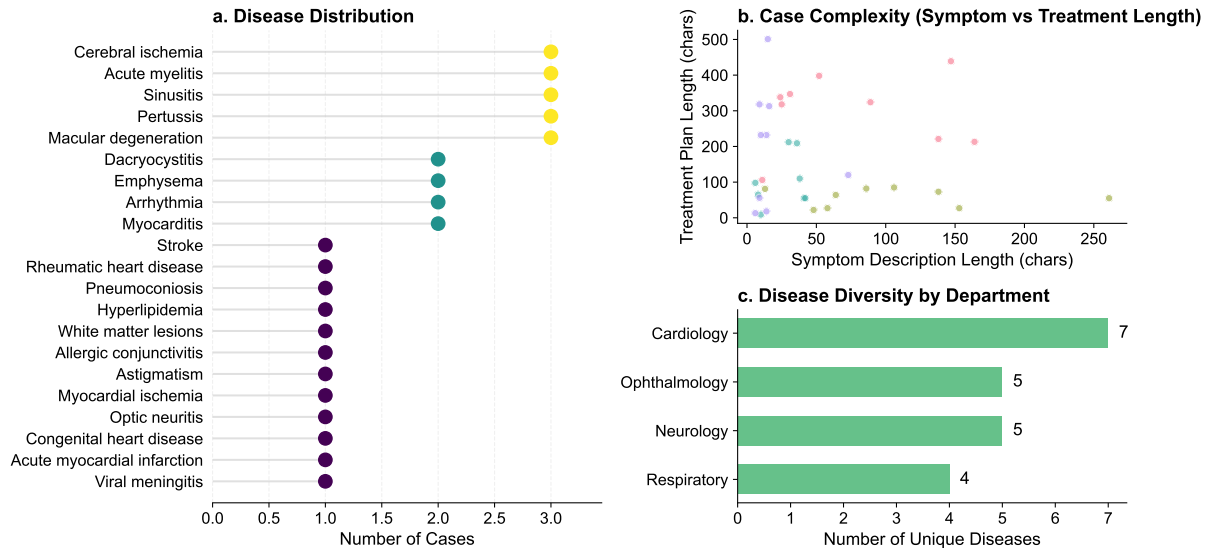 a. Disease Distribution
Cerebral ischemia
Acute myelitis
Sinusitis
Pertussis
Macular degeneration
Dacryocystitis
Emphysema
Arrhythmia
Myocarditis
Stroke
Rheumatic heart disease
Pneumoconiosis
Hyperlipidemia
White matter lesions
Allergic conjunctivitis
Astigmatism
Myocardial ischemia
Optic neuritis
Congenital heart disease
Acute myocardial infarction
Viral meningitis
0.0 0.5 1.0 1.5 2.0 2.5 3.0
Number of Cases
b. Case Complexity (Symptom vs Treatment Length)
Treatment Plan Length (chars)
500
400
300
200
100
0
0 50 100 150 200 250
Symptom Description Length (chars)
c. Disease Diversity by Department
Cardiology 7
Ophthalmology 5
Neurology 5
Respiratory 4
0 1 2 3 4 5 6 7
Number of Unique Diseases